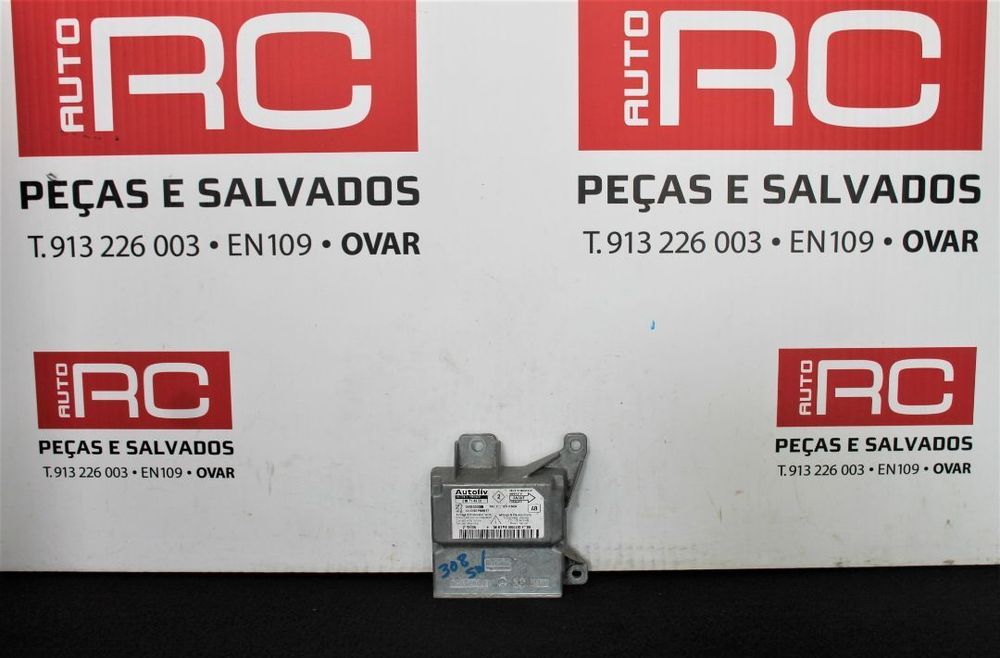 AUTO RC
PEÇAS E SALVADOS
T. 913 226 003 • EN109 • OVAR
AUTO RC
PEÇAS E SALVADOS
T. 913 226 003 • EN109 • OVAR
AUTO RC
PEÇAS E SALVADOS
T. 913 226 003 • EN109 • OVAR
AUTO RC
PEÇAS E SALVADOS
T. 913 226 003 • EN109 • OVAR
Autoliv
2
308
SW